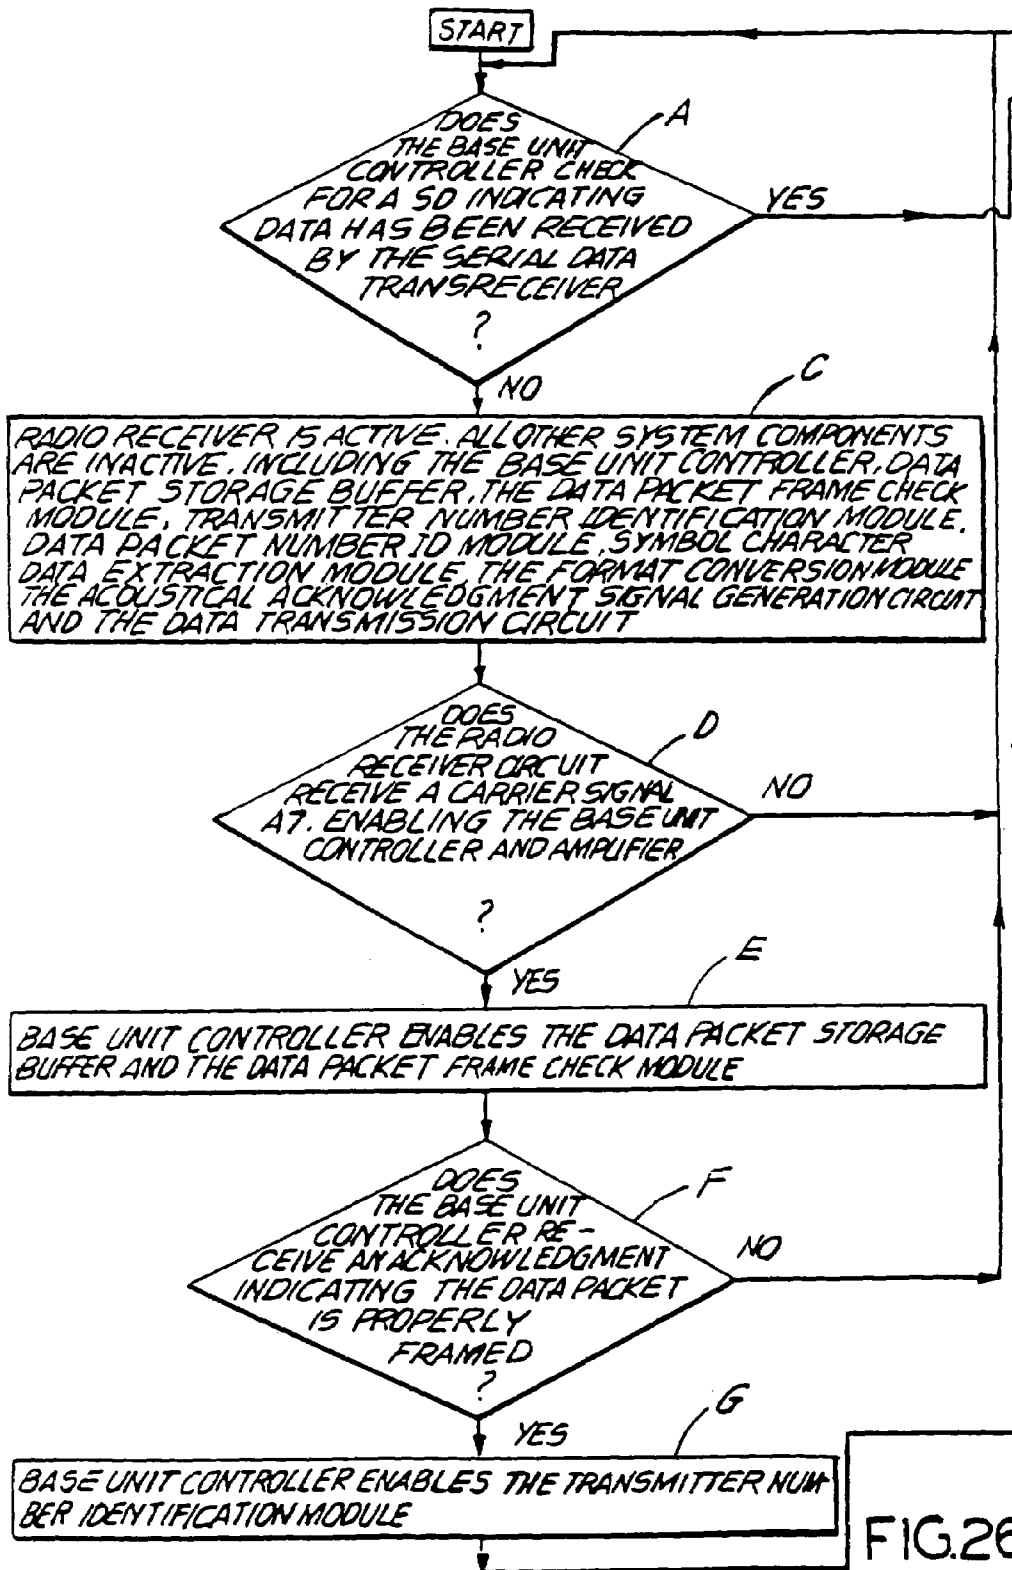 START
A
DOES
THE BASE UNIT
CONTROLLER CHECK
FOR A SD INDICATING
DATA HAS BEEN RECEIVED
BY THE SERIAL DATA
TRANSRECEIVER
?
YES
NO
C
RADIO RECEIVER IS ACTIVE. ALL OTHER SYSTEM COMPONENTS
ARE INACTIVE, INCLUDING THE BASE UNIT CONTROLLER, DATA
PACKET STORAGE BUFFER, THE DATA PACKET FRAME CHECK
MODULE, TRANSMITTER NUMBER IDENTIFICATION MODULE,
DATA PACKET NUMBER ID MODULE, SYMBOL CHARACTER
DATA EXTRACTION MODULE, THE FORMAT CONVERSION MODULE
THE ACOUSTICAL ACKNOWLEDGMENT SIGNAL GENERATION CIRCUIT
AND THE DATA TRANSMISSION CIRCUIT
D
DOES
THE RADIO
RECEIVER CIRCUIT
RECEIVE A CARRIER SIGNAL
A7. ENABLING THE BASE UNIT
CONTROLLER AND AMPLIFIER
?
NO
YES
E
BASE UNIT CONTROLLER ENABLES THE DATA PACKET STORAGE
BUFFER AND THE DATA PACKET FRAME CHECK MODULE
F
DOES
THE BASE UNIT
CONTROLLER RE-
CEIVE AN ACKNOWLEDGMENT
INDICATING THE DATA PACKET
IS PROPERLY
FRAMED
?
NO
YES
G
BASE UNIT CONTROLLER ENABLES THE TRANSMITTER NUM-
BER IDENTIFICATION MODULE
FIG.26